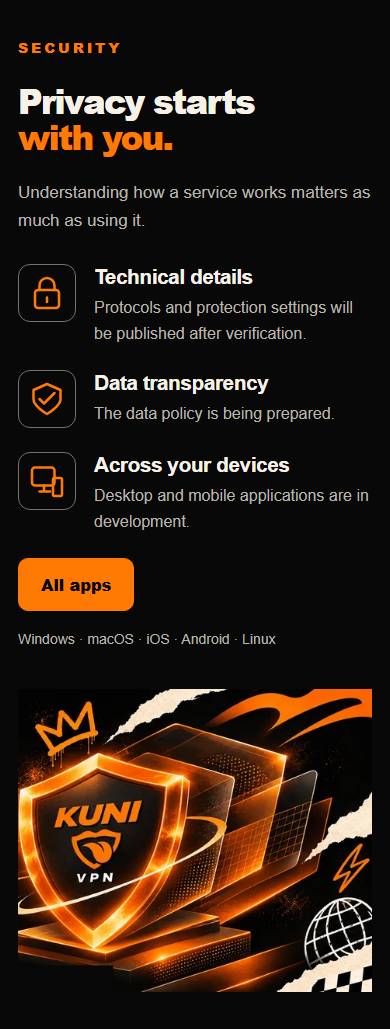 SECURITY
Privacy starts
with you.
Understanding how a service works matters as
much as using it.
Technical details
Protocols and protection settings will
be published after verification.
Data transparency
The data policy is being prepared.
Across your devices
Desktop and mobile applications are in
development.
All apps
Windows · macOS · iOS · Android · Linux
KUNI
VPN